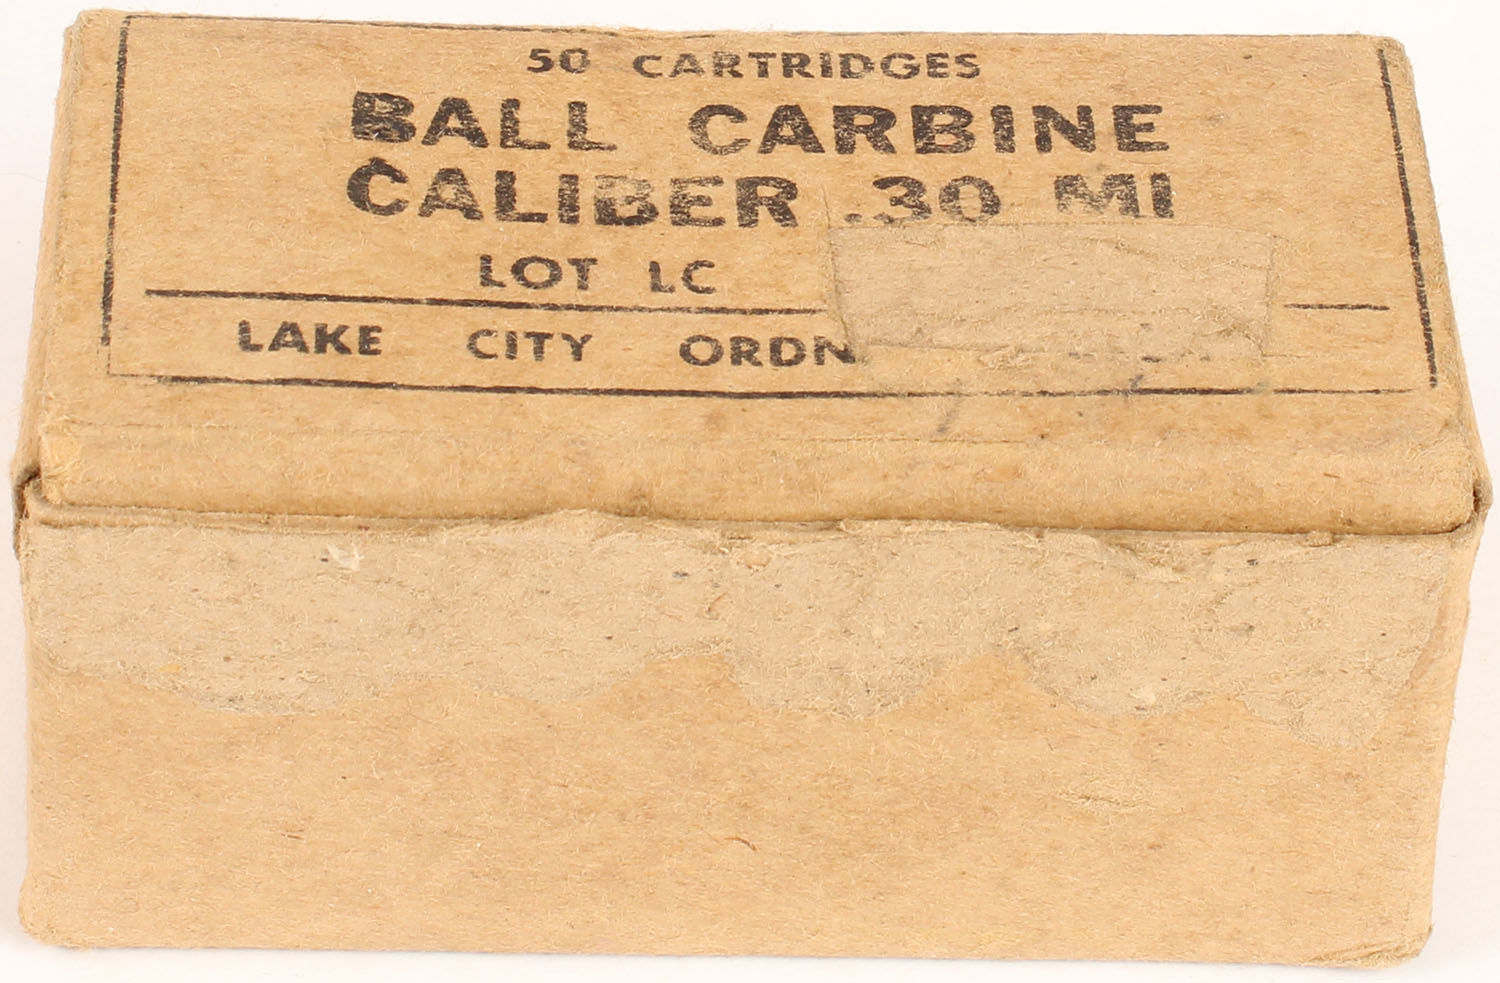 50 CARTRIDGES
BALL CARBINE
CALIBER .30 MI
LOT LC
LAKE CITY ORDN